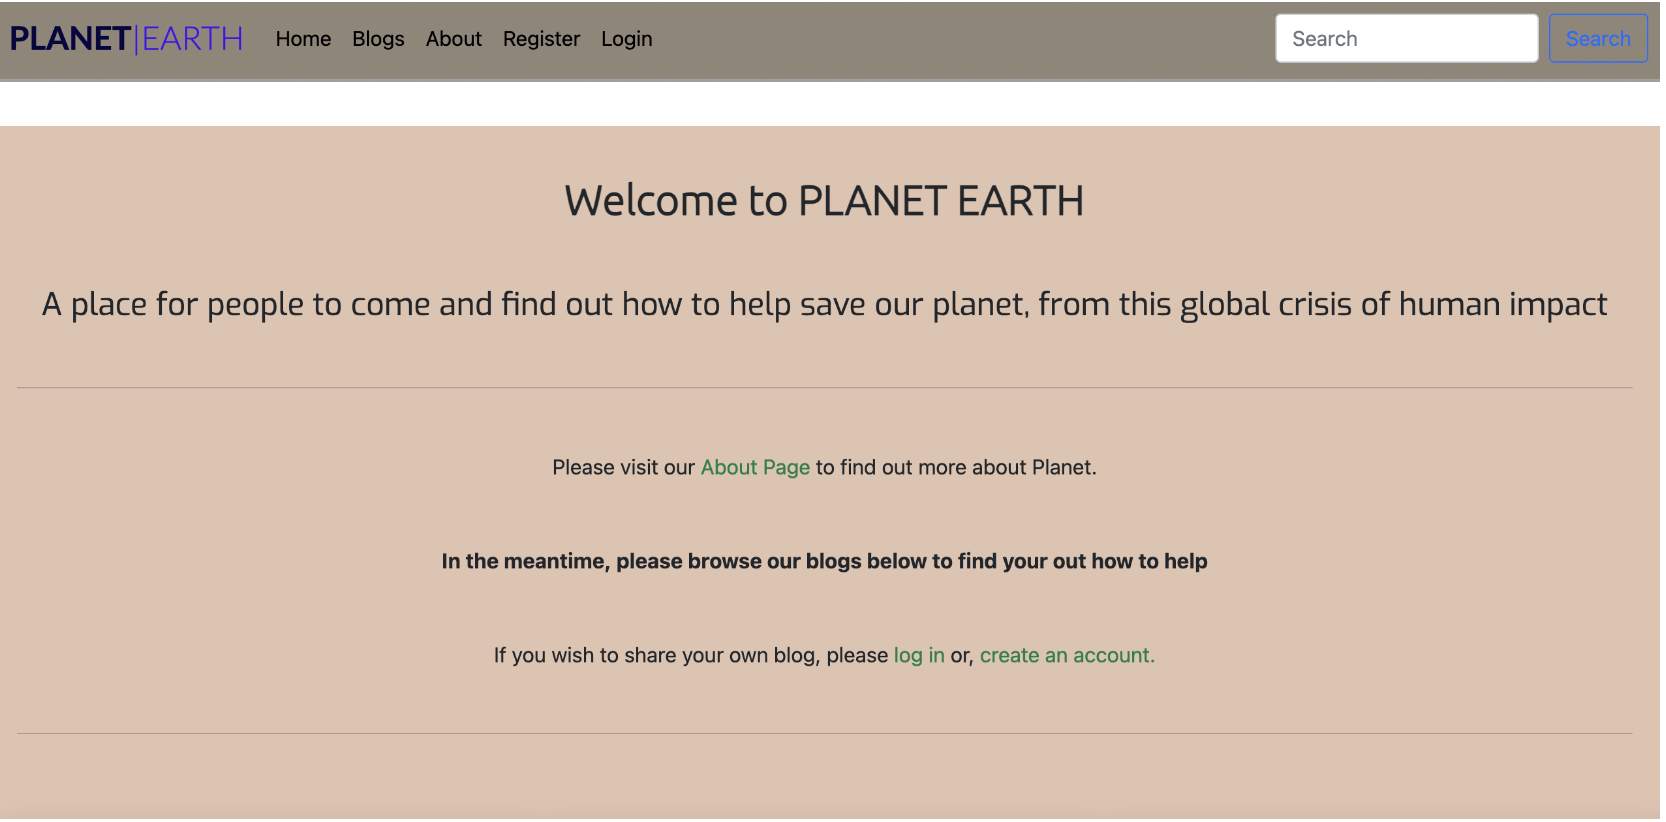 PLANET|EARTH Home Blogs About Register Login Search Search
Welcome to PLANET EARTH
A place for people to come and find out how to help save our planet, from this global crisis of human impact
Please visit our About Page to find out more about Planet.
In the meantime, please browse our blogs below to find your out how to help
If you wish to share your own blog, please log in or, create an account.